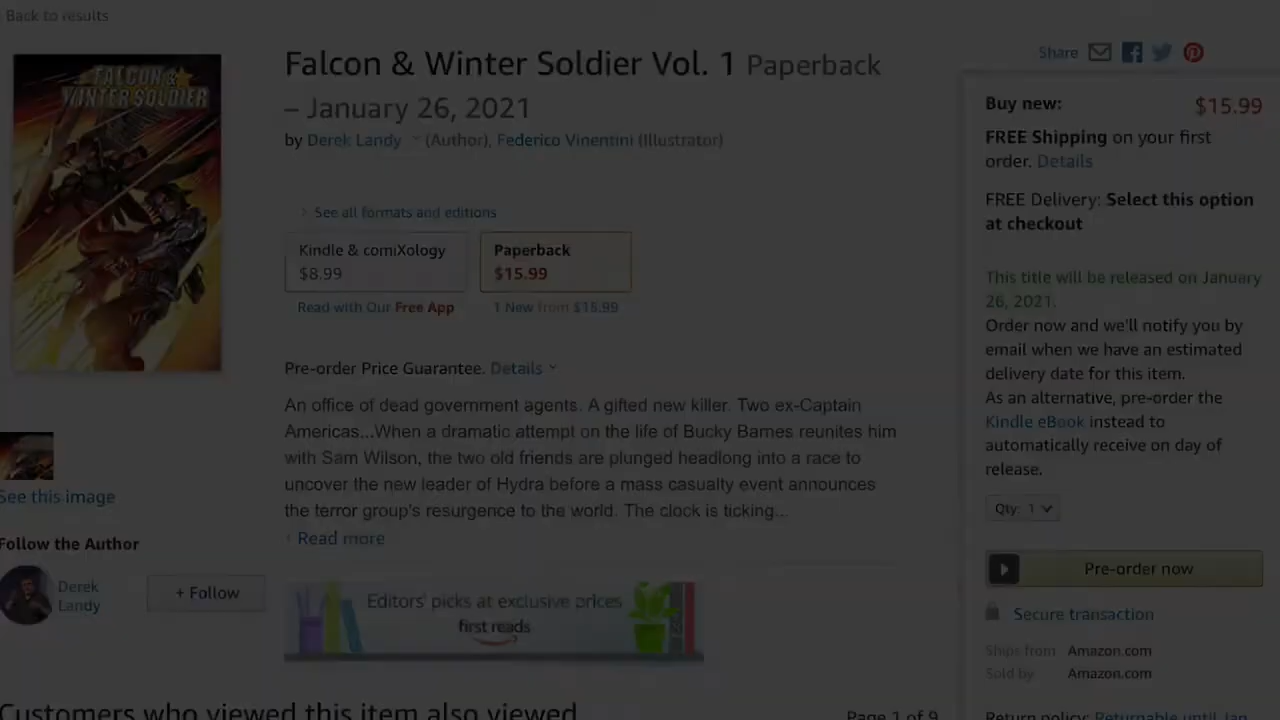 Back to results
FALCON &
WINTER SOLDIER
See this image
Follow the Author
Derek
Landy
+ Follow
Falcon & Winter Soldier Vol. 1 Paperback
– January 26, 2021
by Derek Landy (Author), Federico Vinentini (Illustrator)
See all formats and editions
Kindle & comiXology
$8.99
Read with Our Free App
Paperback
$15.99
1 New from $15.99
Pre-order Price Guarantee. Details
An office of dead government agents. A gifted new killer. Two ex-Captain
Americas...When a dramatic attempt on the life of Bucky Barnes reunites him
with Sam Wilson, the two old friends are plunged headlong into a race to
uncover the new leader of Hydra before a mass casualty event announces
the terror group's resurgence to the world. The clock is ticking...
Read more
Editors' picks at exclusive prices
first reads
Share
Buy new: $15.99
FREE Shipping on your first
order. Details
FREE Delivery: Select this option
at checkout
This title will be released on January
26, 2021.
Order now and we'll notify you by
email when we have an estimated
delivery date for this item.
As an alternative, pre-order the
Kindle eBook instead to
automatically receive on day of
release.
Qty: 1
Pre-order now
Secure transaction
Ships from Amazon.com
Sold by Amazon.com
Return policy: Returnable until Jan
Customers who viewed this item also viewed
Page 1 of 9